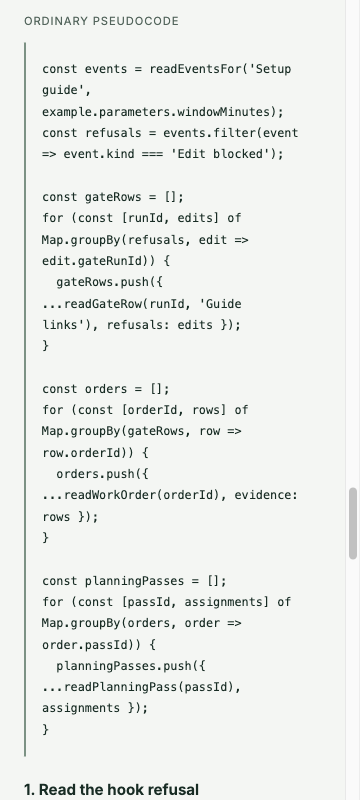 ORDINARY PSEUDOCODE
const events = readEventsFor('Setup
guide',
example.parameters.windowMinutes);
const refusals = events.filter(event
=> event.kind === 'Edit blocked');

const gateRows = [];
for (const [runId, edits] of
Map.groupBy(refusals, edit =>
edit.gateRunId)) {
  gateRows.push({
...readGateRow(runId, 'Guide
links'), refusals: edits });
}

const orders = [];
for (const [orderId, rows] of
Map.groupBy(gateRows, row =>
row.orderId)) {
  orders.push({
...readWorkOrder(orderId), evidence:
rows });
}

const planningPasses = [];
for (const [passId, assignments] of
Map.groupBy(orders, order =>
order.passId)) {
  planningPasses.push({
...readPlanningPass(passId),
assignments });
}

1. Read the hook refusal